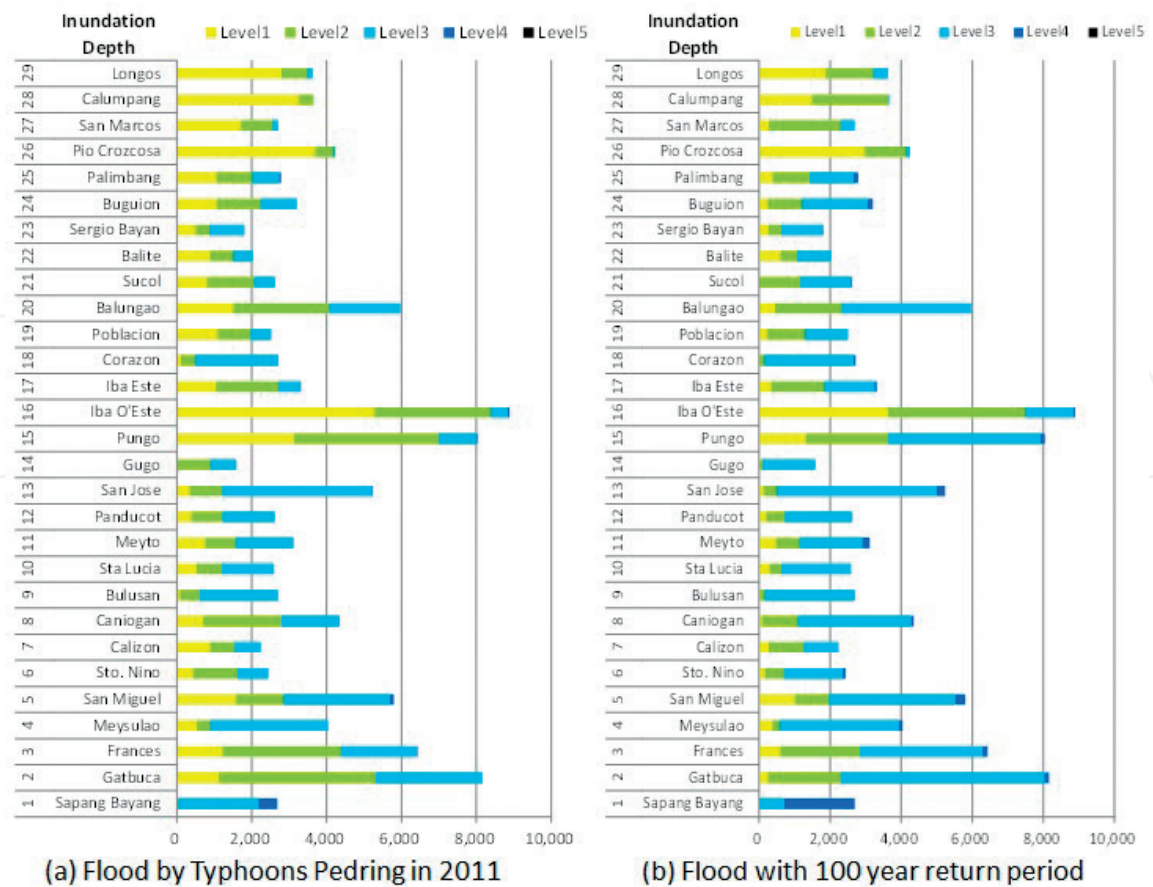 Inundation
Depth
Level1 Level2 Level3 Level4 Level5
29 Longos
28 Calumpang
27 San Marcos
26 Pio Crozcosa
25 Palimbang
24 Buguion
23 Sergio Bayan
22 Balite
21 Sucol
20 Balungao
19 Poblacion
18 Corazon
17 Iba Este
16 Iba O'Este
15 Pungo
14 Gugo
13 San Jose
12 Panducot
11 Meyto
10 Sta Lucia
9 Bulusan
8 Caniogan
7 Calizon
6 Sto. Nino
5 San Miguel
4 Meysulao
3 Frances
2 Gatbuca
1 Sapang Bayang
0 2,000 4,000 6,000 8,000 10,000
(a) Flood by Typhoons Pedring in 2011
Inundation
Depth
Level1 Level2 Level3 Level4 Level5
29 Longos
28 Calumpang
27 San Marcos
26 Pio Crozcosa
25 Palimbang
24 Buguion
23 Sergio Bayan
22 Balite
21 Sucol
20 Balungao
19 Poblacion
18 Corazon
17 Iba Este
16 Iba O'Este
15 Pungo
14 Gugo
13 San Jose
12 Panducot
11 Meyto
10 Sta Lucia
9 Bulusan
8 Caniogan
7 Calizon
6 Sto. Nino
5 San Miguel
4 Meysulao
3 Frances
2 Gatbuca
1 Sapang Bayang
0 2,000 4,000 6,000 8,000 10,000
(b) Flood with 100 year return period